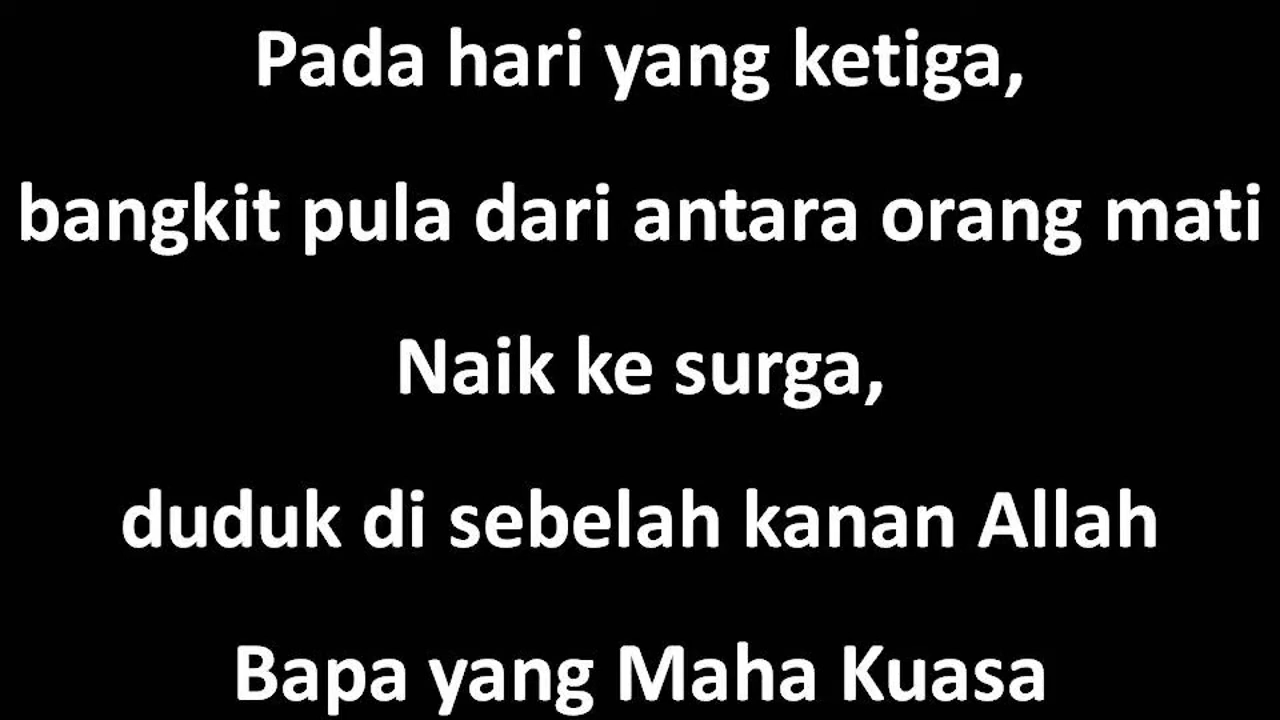 Pada hari yang ketiga,
bangkit pula dari antara orang mati
Naik ke surga,
duduk di sebelah kanan Allah
Bapa yang Maha Kuasa